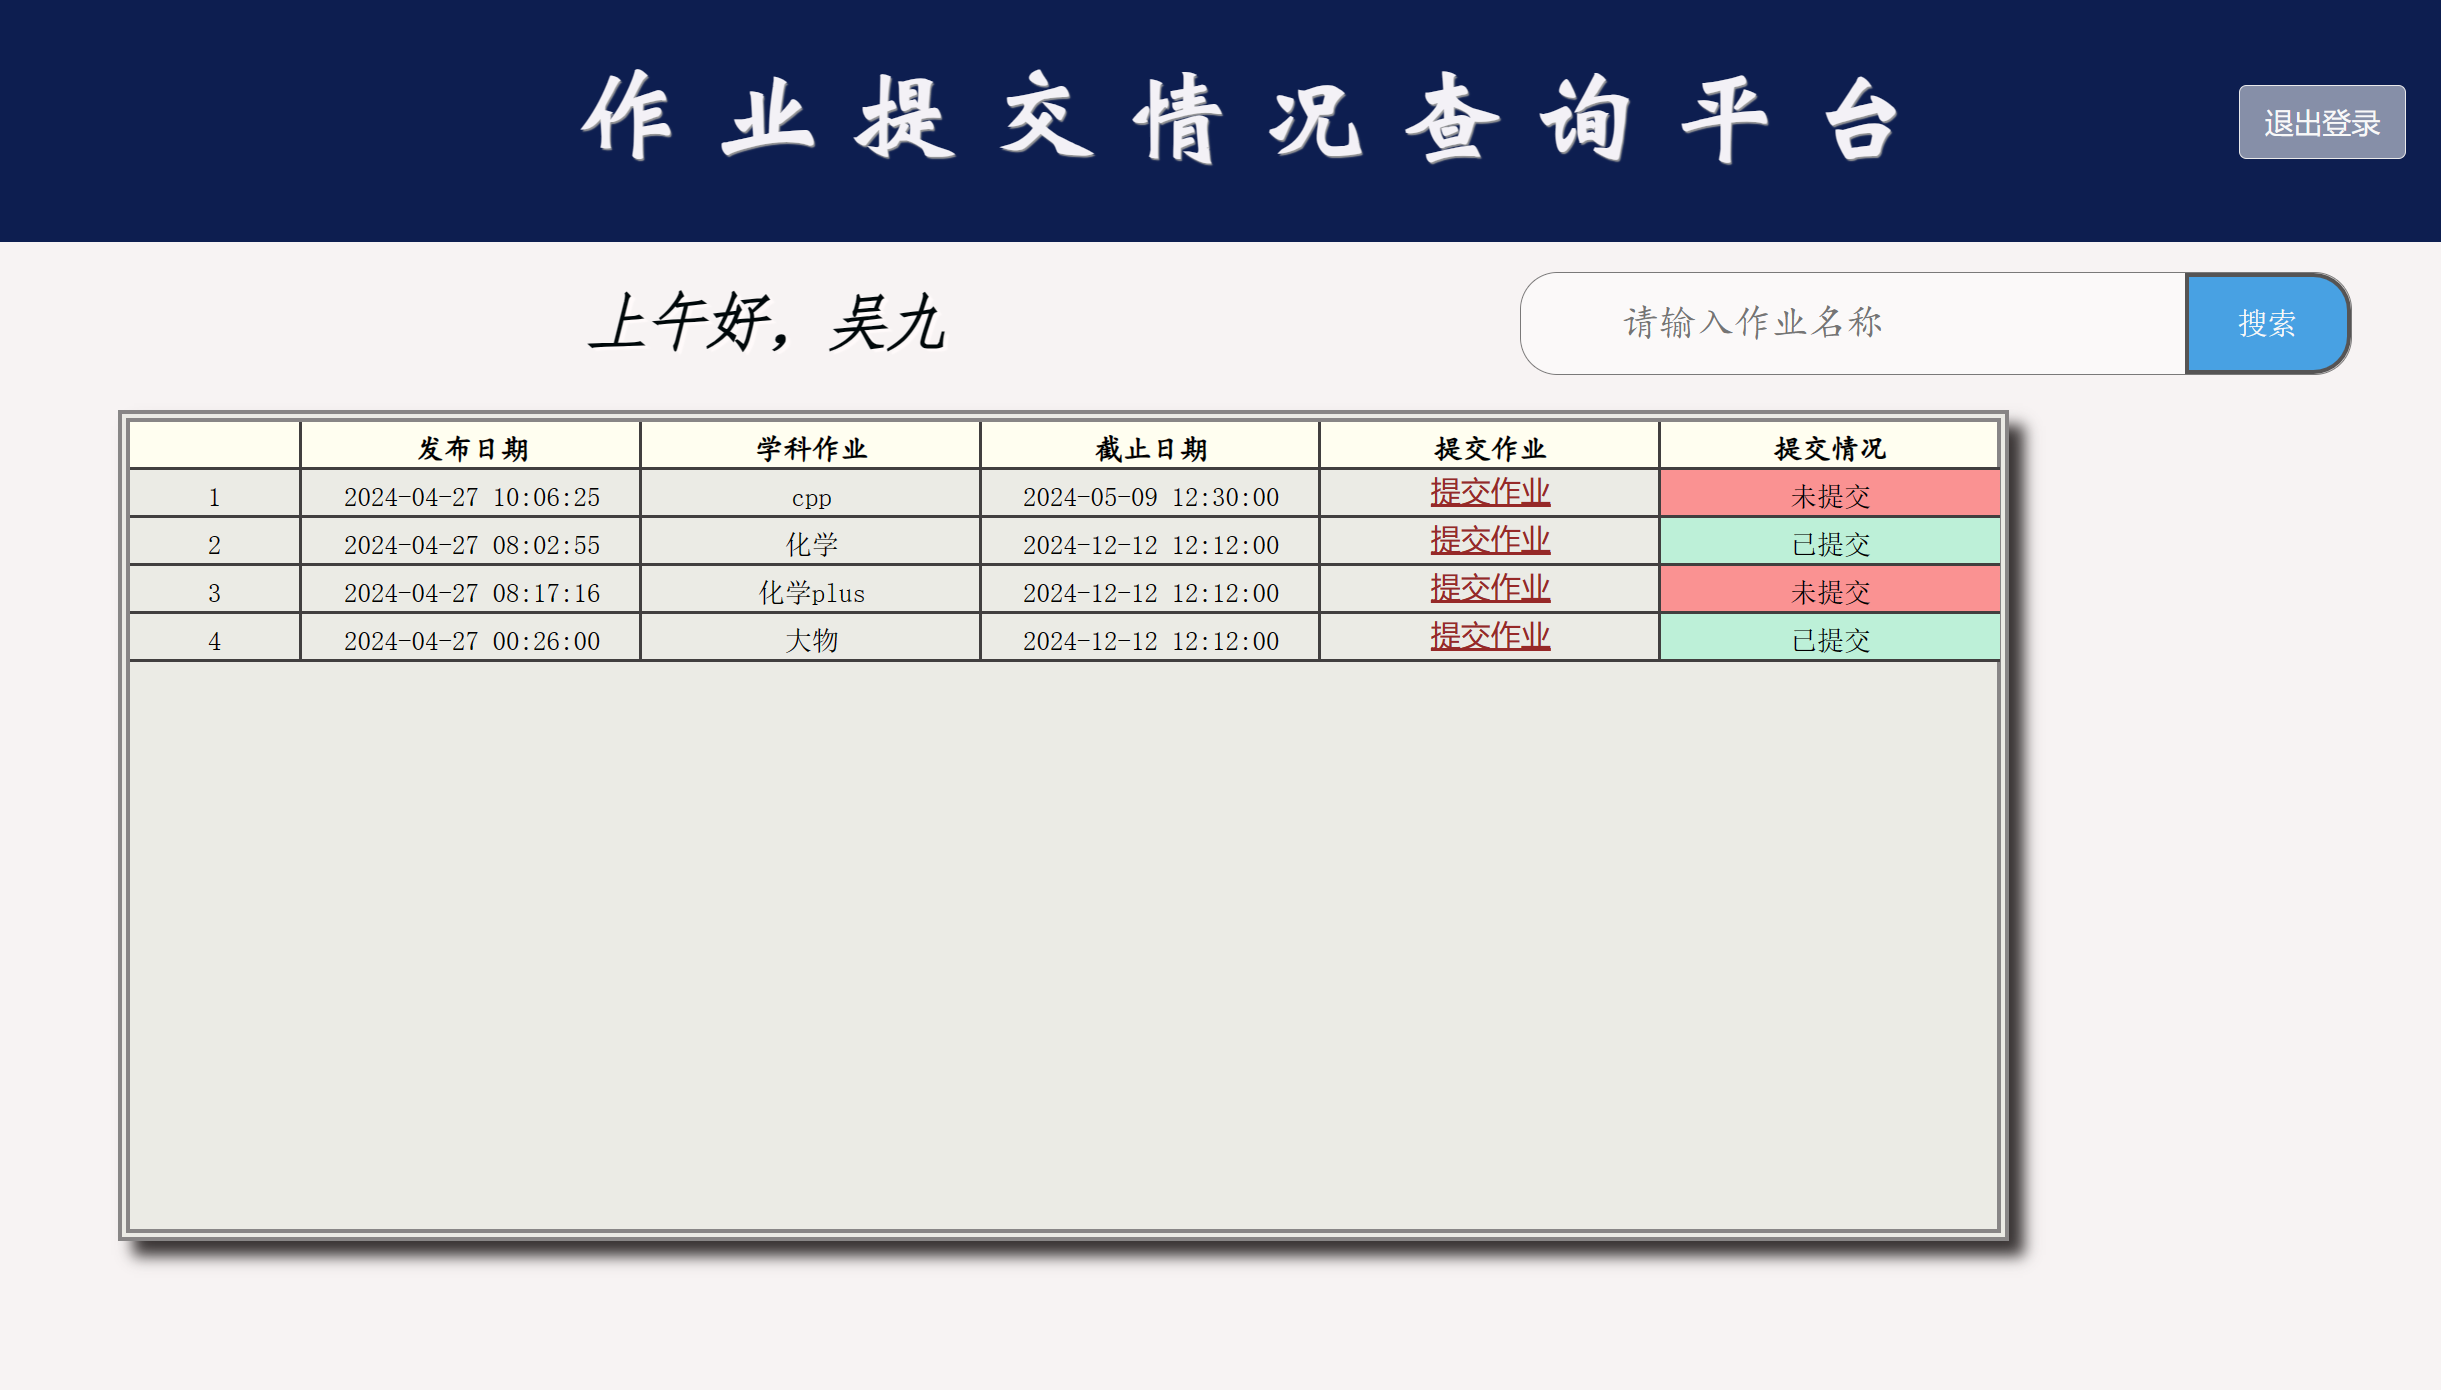 作业提交情况查询平台
退出登录
上午好，吴九
请输入作业名称
搜索
发布日期 学科作业 截止日期 提交作业 提交情况
1 2024-04-27 10:06:25 cpp 2024-05-09 12:30:00 提交作业 未提交
2 2024-04-27 08:02:55 化学 2024-12-12 12:12:00 提交作业 已提交
3 2024-04-27 08:17:16 化学plus 2024-12-12 12:12:00 提交作业 未提交
4 2024-04-27 00:26:00 大物 2024-12-12 12:12:00 提交作业 已提交